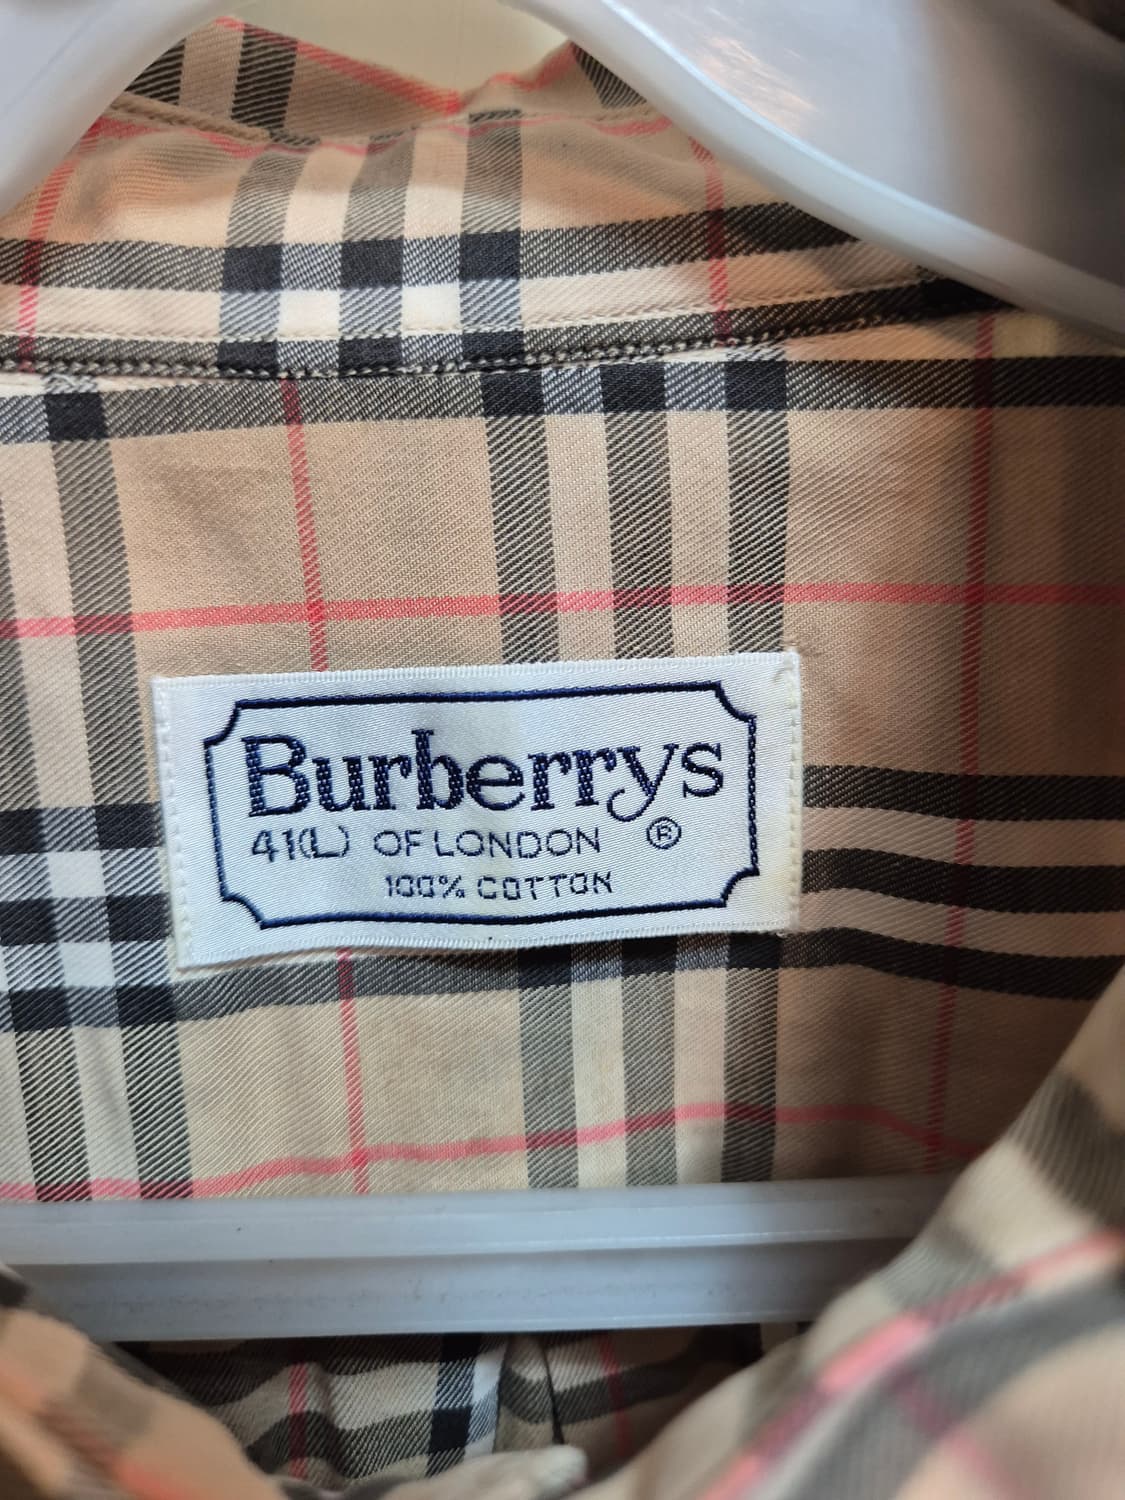 Burberrys
41(L) OF LONDON ®
100% COTTON